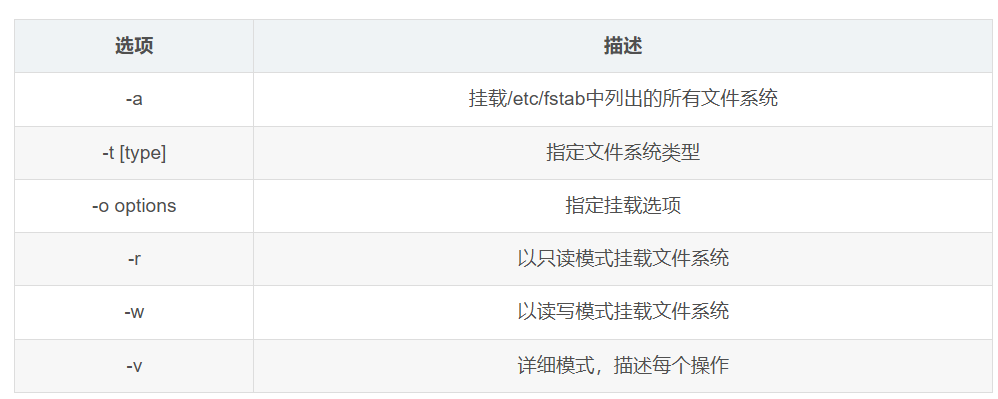 选项 描述
-a 挂载/etc/fstab中列出的所有文件系统
-t [type] 指定文件系统类型
-o options 指定挂载选项
-r 以只读模式挂载文件系统
-w 以读写模式挂载文件系统
-v 详细模式，描述每个操作